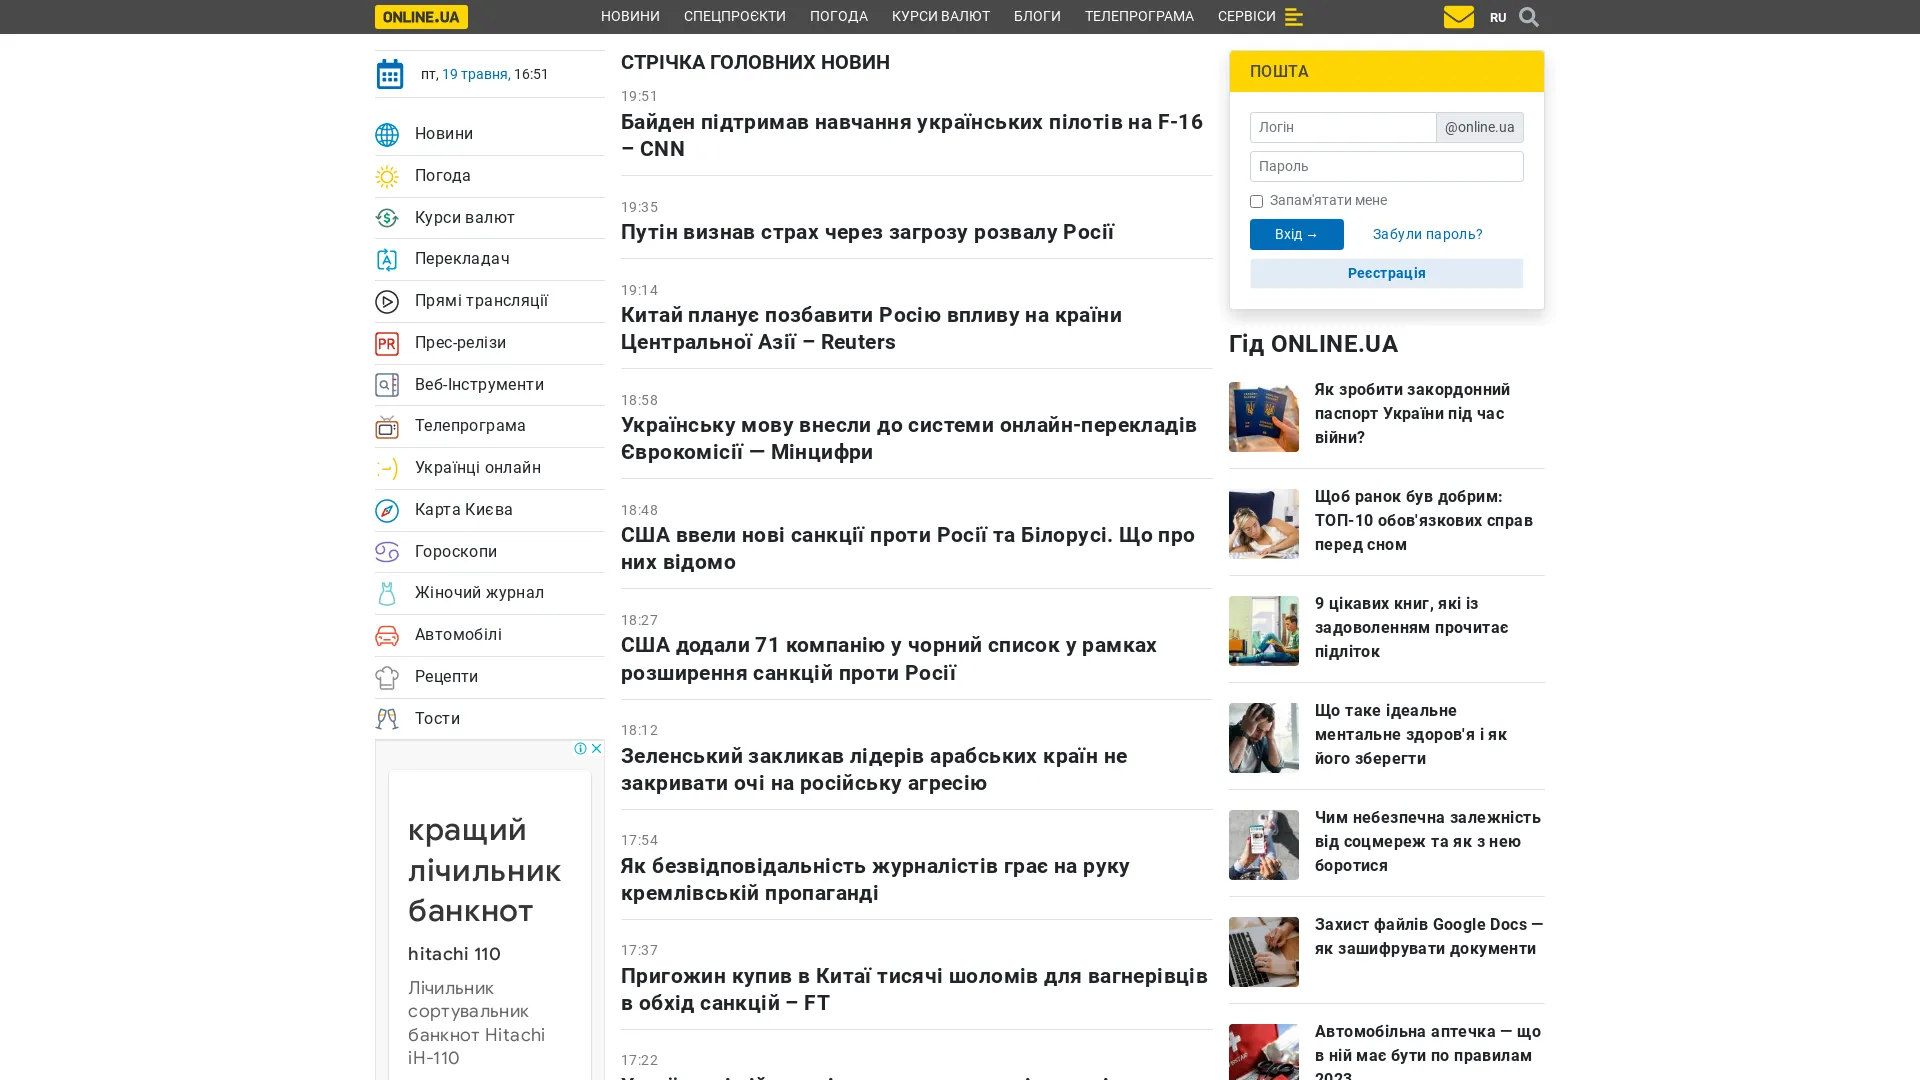 ONLINE.UA
НОВИНИ СПЕЦПРОЄКТИ ПОГОДА КУРСИ ВАЛЮТ БЛОГИ ТЕЛЕПРОГРАМА СЕРВІСИ
RU
пт, 19 травня, 16:51
Новини
Погода
Курси валют
Перекладач
Прямі трансляції
PR Прес-релізи
Веб-Інструменти
Телепрограма
Українці онлайн
Карта Києва
Гороскопи
Жіночий журнал
Автомобілі
Рецепти
Тости
кращий
лічильник
банкнот
hitachi 110
Лічильник
сортувальник
банкнот Hitachi
iH-110
СТРІЧКА ГОЛОВНИХ НОВИН
19:51
Байден підтримав навчання українських пілотів на F-16
– CNN
19:35
Путін визнав страх через загрозу розвалу Росії
19:14
Китай планує позбавити Росію впливу на країни
Центральної Азії – Reuters
18:58
Українську мову внесли до системи онлайн-перекладів
Єврокомісії — Мінцифри
18:48
США ввели нові санкції проти Росії та Білорусі. Що про
них відомо
18:27
США додали 71 компанію у чорний список у рамках
розширення санкцій проти Росії
18:12
Зеленський закликав лідерів арабських країн не
закривати очі на російську агресію
17:54
Як безвідповідальність журналістів грає на руку
кремлівській пропаганді
17:37
Пригожин купив в Китаї тисячі шоломів для вагнерівців
в обхід санкцій – FT
17:22
ПОШТА
Логін @online.ua
Пароль
Запам'ятати мене
Вхід → Забули пароль?
Реєстрація
Гід ONLINE.UA
Як зробити закордонний
паспорт України під час
війни?
Щоб ранок був добрим:
ТОП-10 обов'язкових справ
перед сном
9 цікавих книг, які із
задоволенням прочитає
підліток
Що таке ідеальне
ментальне здоров'я і як
його зберегти
Чим небезпечна залежність
від соцмереж та як з нею
боротися
Захист файлів Google Docs —
як зашифрувати документи
Автомобільна аптечка — що
в ній має бути по правилам
2023